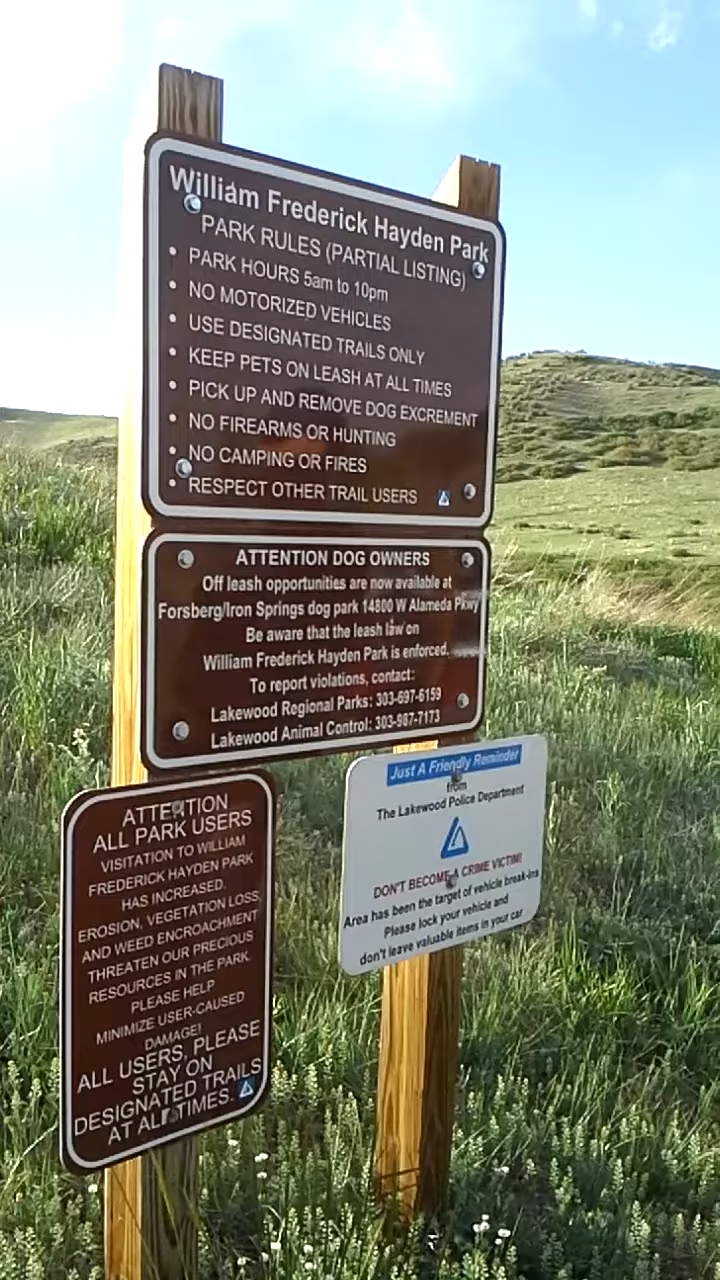 William Frederick Hayden Park
PARK RULES (PARTIAL LISTING)
• PARK HOURS 5am to 10pm
• NO MOTORIZED VEHICLES
• USE DESIGNATED TRAILS ONLY
• KEEP PETS ON LEASH AT ALL TIMES
• PICK UP AND REMOVE DOG EXCREMENT
• NO FIREARMS OR HUNTING
• NO CAMPING OR FIRES
• RESPECT OTHER TRAIL USERS
ATTENTION DOG OWNERS
Off leash opportunities are now available at
Forsberg/Iron Springs dog park 14800 W Alameda Pkwy
Be aware that the leash law on
William Frederick Hayden Park is enforced.
To report violations, contact:
Lakewood Regional Parks: 303-697-6159
Lakewood Animal Control: 303-987-7173
ATTENTION
ALL PARK USERS
VISITATION TO WILLIAM
FREDERICK HAYDEN PARK
HAS INCREASED.
EROSION, VEGETATION LOSS,
AND WEED ENCROACHMENT
THREATEN OUR PRECIOUS
RESOURCES IN THE PARK.
PLEASE HELP
MINIMIZE USER-CAUSED
DAMAGE!
ALL USERS, PLEASE
STAY ON
DESIGNATED TRAILS
AT ALL TIMES.
Just A Friendly Reminder
from
The Lakewood Police Department
DON'T BECOME A CRIME VICTIM!
Area has been the target of vehicle break-ins
Please lock your vehicle and
don't leave valuable items in your car